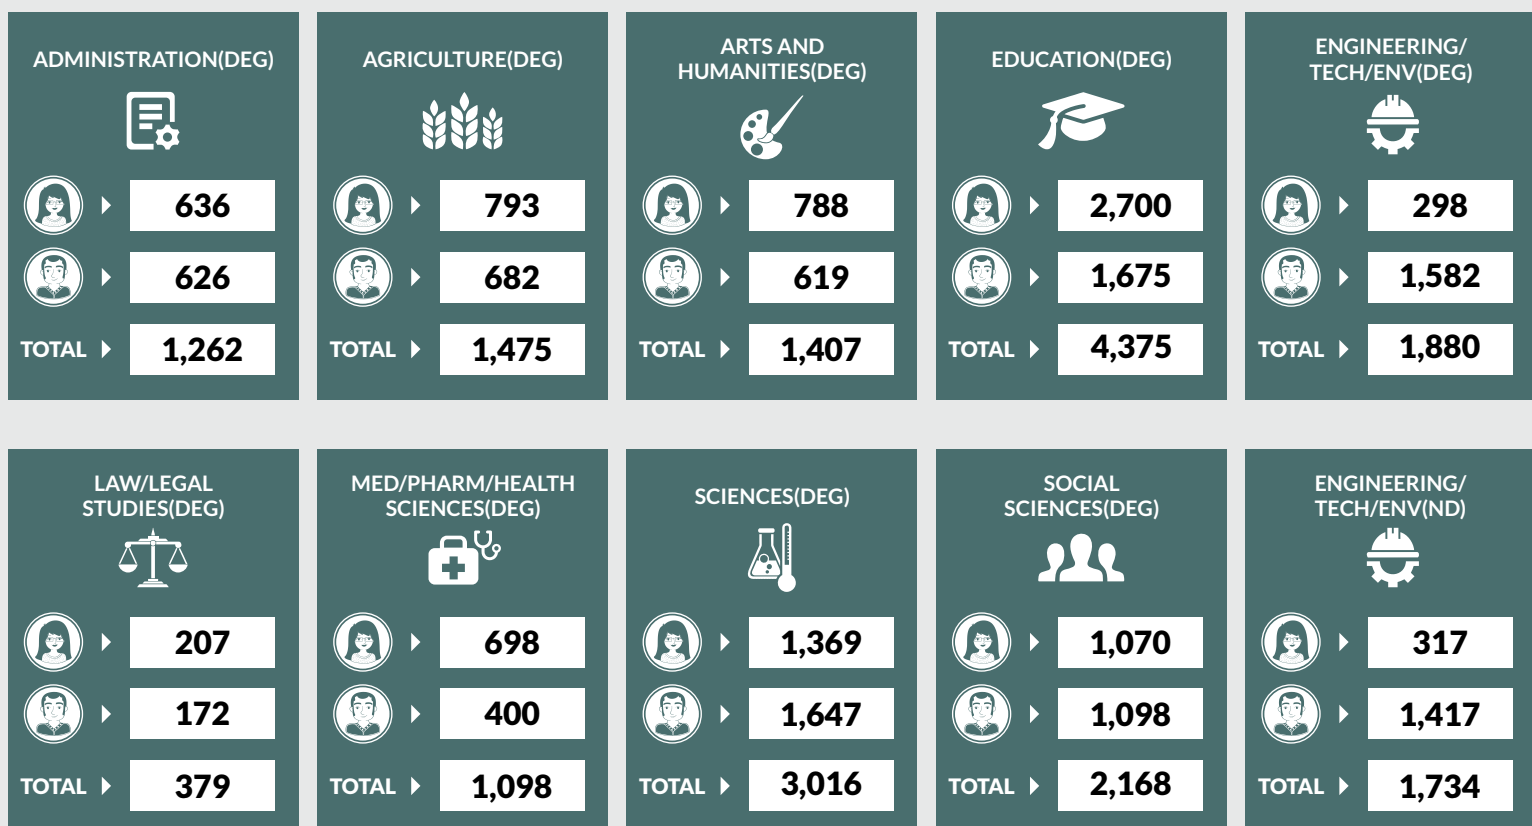 ADMINISTRATION(DEG)
636
626
TOTAL 1,262
AGRICULTURE(DEG)
793
682
TOTAL 1,475
ARTS AND
HUMANITIES(DEG)
788
619
TOTAL 1,407
EDUCATION(DEG)
2,700
1,675
TOTAL 4,375
ENGINEERING/
TECH/ENV(DEG)
298
1,582
TOTAL 1,880
LAW/LEGAL
STUDIES(DEG)
207
172
TOTAL 379
MED/PHARM/HEALTH
SCIENCES(DEG)
698
400
TOTAL 1,098
SCIENCES(DEG)
1,369
1,647
TOTAL 3,016
SOCIAL
SCIENCES(DEG)
1,070
1,098
TOTAL 2,168
ENGINEERING/
TECH/ENV(ND)
317
1,417
TOTAL 1,734